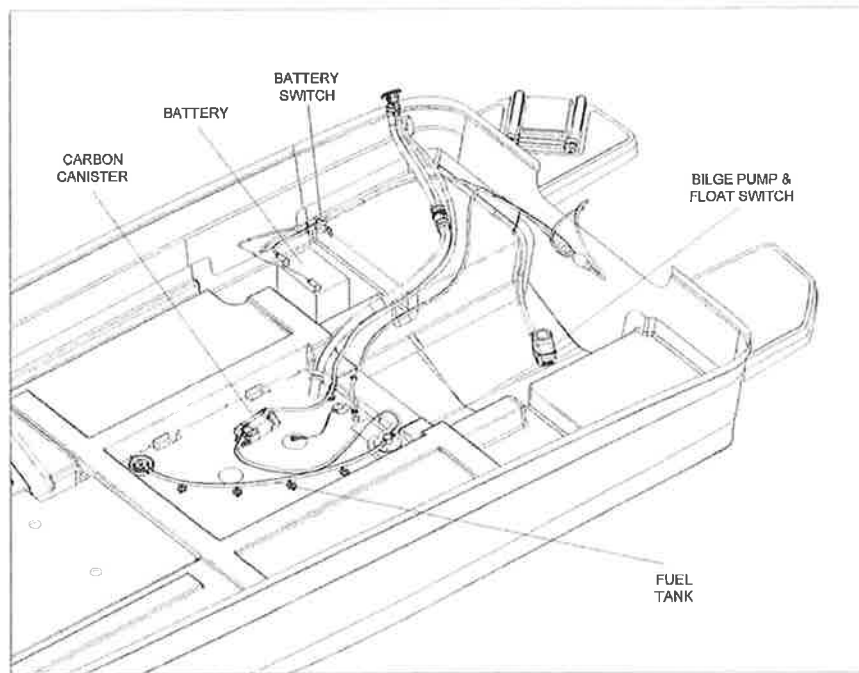 BATTERY
SWITCH
BATTERY
CARBON
CANISTER
BILGE PUMP &
FLOAT SWITCH
FUEL
TANK